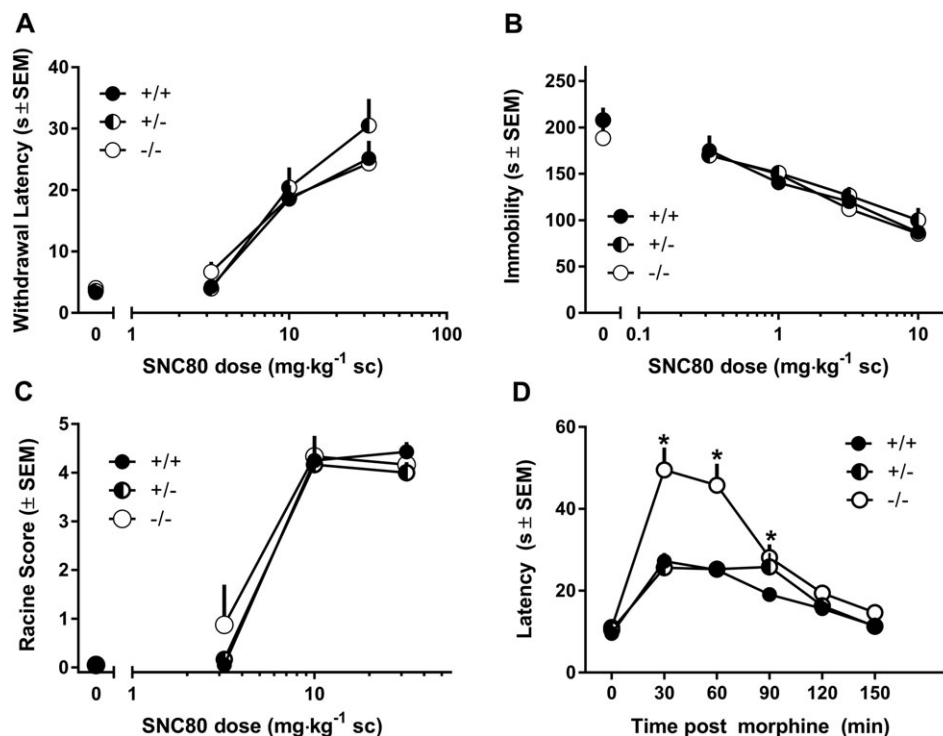 A
Withdrawal Latency (s ± SEM)
40
30
20
10
0
+/+
+/-
-/-
0 1 10 100
SNC80 dose (mg·kg⁻¹ sc)
B
Immobility (s ± SEM)
250
200
150
100
50
0
+/+
+/-
-/-
0 0.1 1 10
SNC80 dose (mg·kg⁻¹ sc)
C
Racine Score (± SEM)
5
4
3
2
1
0
+/+
+/-
-/-
0 1 10
SNC80 dose (mg·kg⁻¹ sc)
D
Latency (s ± SEM)
60
40
20
0
* * *
+/+
+/-
-/-
0 30 60 90 120 150
Time post morphine (min)